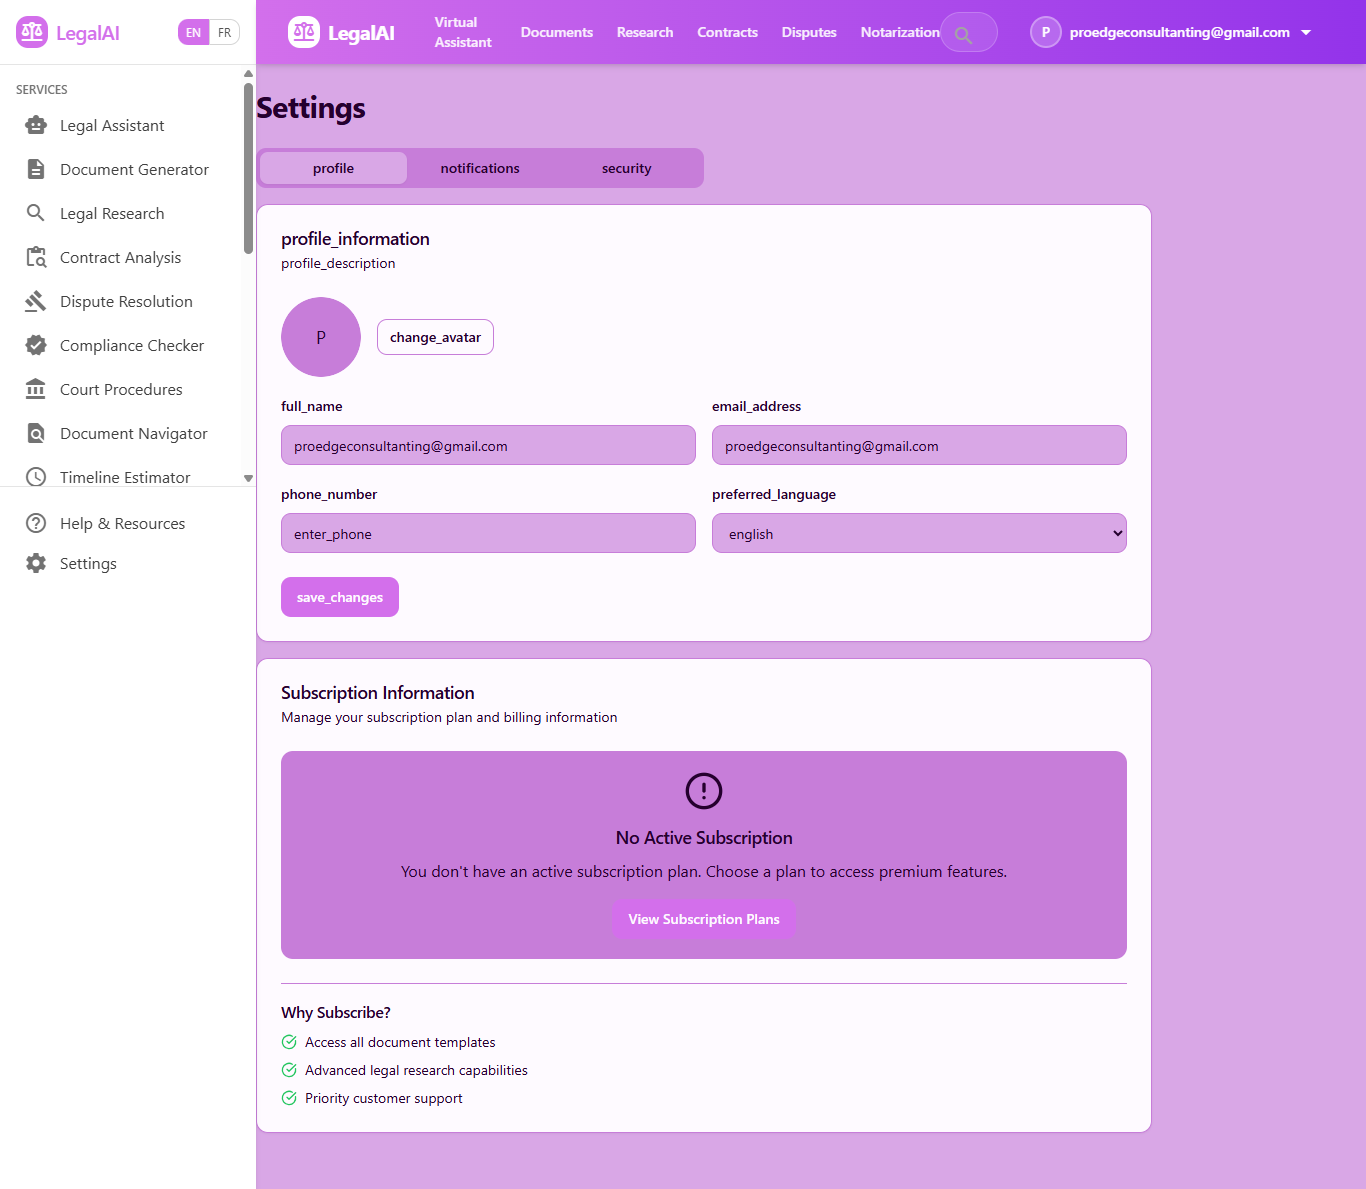 LegalAI
EN FR
SERVICES
Legal Assistant
Document Generator
Legal Research
Contract Analysis
Dispute Resolution
Compliance Checker
Court Procedures
Document Navigator
Timeline Estimator
Help & Resources
Settings
LegalAI
Virtual
Assistant
Documents
Research
Contracts
Disputes
Notarization
P
proedgeconsultanting@gmail.com
Settings
profile
notifications
security
profile_information
profile_description
P
change_avatar
full_name
proedgeconsultanting@gmail.com
email_address
proedgeconsultanting@gmail.com
phone_number
enter_phone
preferred_language
english
save_changes
Subscription Information
Manage your subscription plan and billing information
No Active Subscription
You don't have an active subscription plan. Choose a plan to access premium features.
View Subscription Plans
Why Subscribe?
Access all document templates
Advanced legal research capabilities
Priority customer support